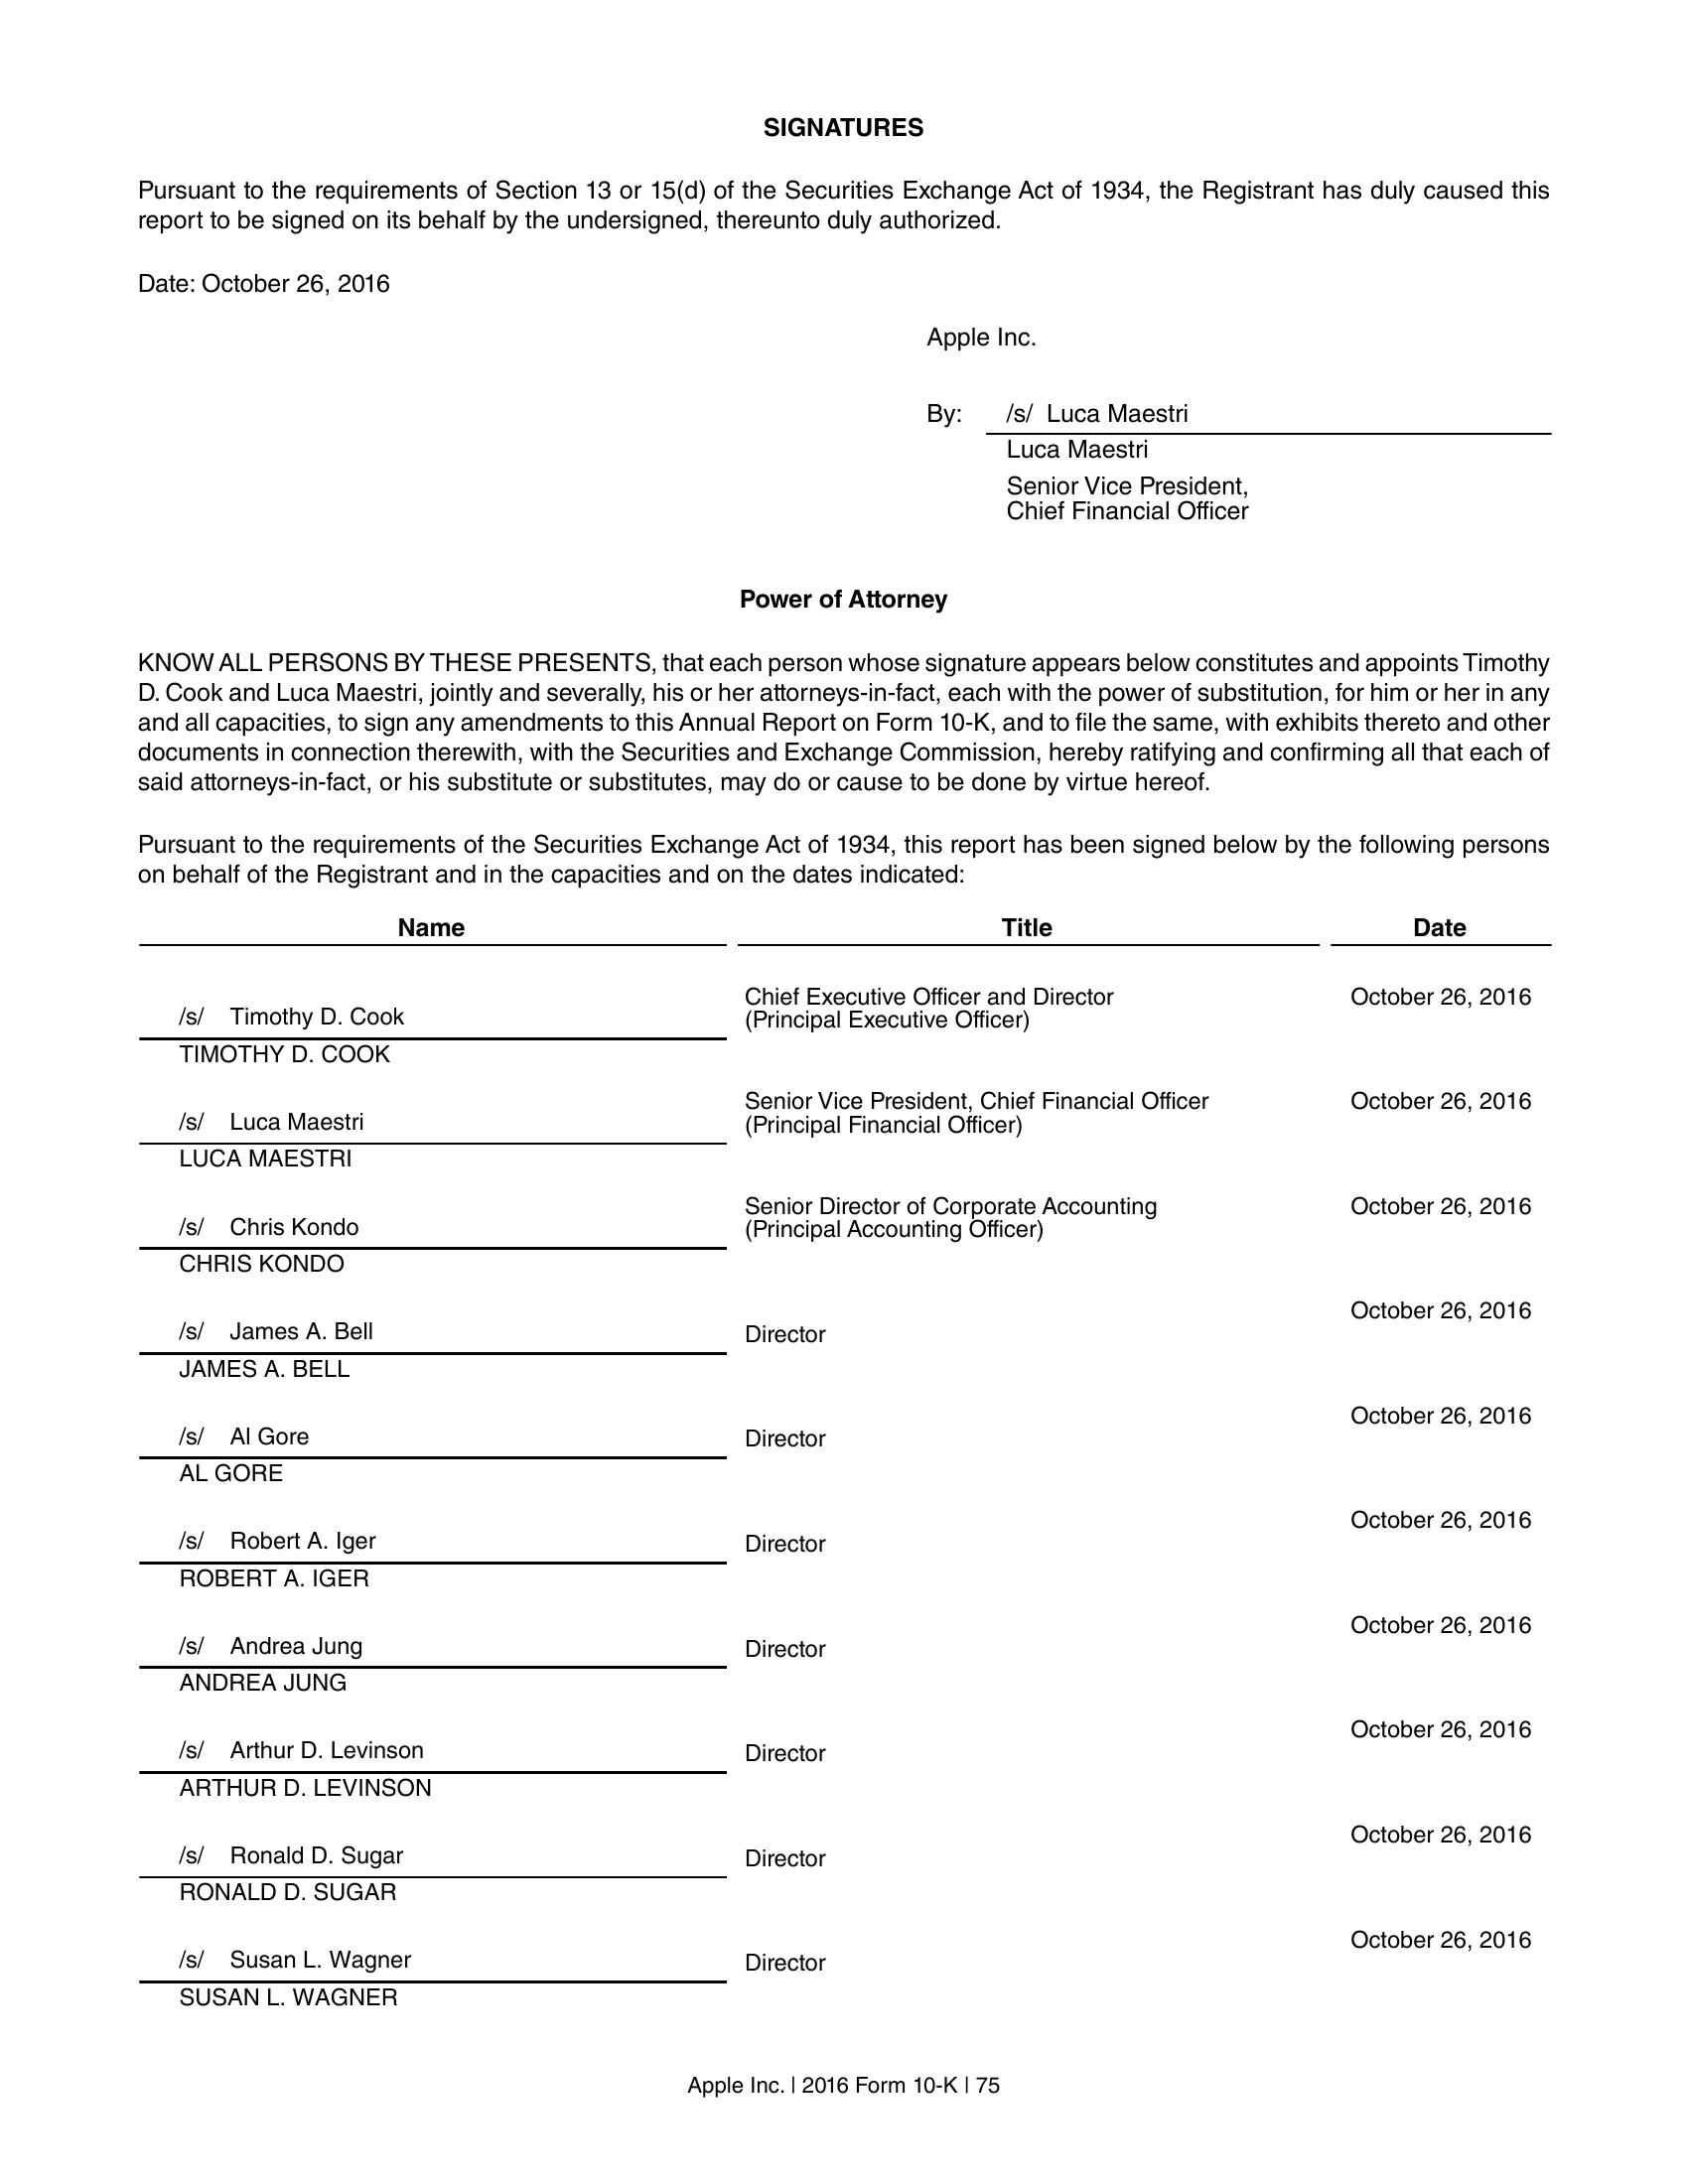 SIGNATURES
Pursuant to the requirements of Section 13 or 15(d) of the Securities Exchange Act of 1934, the Registrant has duly caused this
report to be signed on its behalf by the undersigned, thereunto duly authorized.
Date: October 26, 2016
Apple Inc.
By: /s/ Luca Maestri
Luca Maestri
Senior Vice President,
Chief Financial Officer
Power of Attorney
KNOW ALL PERSONS BY THESE PRESENTS, that each person whose signature appears below constitutes and appoints Timothy
D. Cook and Luca Maestri, jointly and severally, his or her attorneys-in-fact, each with the power of substitution, for him or her in any
and all capacities, to sign any amendments to this Annual Report on Form 10-K, and to file the same, with exhibits thereto and other
documents in connection therewith, with the Securities and Exchange Commission, hereby ratifying and confirming all that each of
said attorneys-in-fact, or his substitute or substitutes, may do or cause to be done by virtue hereof.
Pursuant to the requirements of the Securities Exchange Act of 1934, this report has been signed below by the following persons
on behalf of the Registrant and in the capacities and on the dates indicated:
Name Title Date
Chief Executive Officer and Director October 26, 2016
/s/ Timothy D. Cook (Principal Executive Officer)
TIMOTHY D. COOK
Senior Vice President, Chief Financial Officer October 26, 2016
/s/ Luca Maestri (Principal Financial Officer)
LUCA MAESTRI
Senior Director of Corporate Accounting October 26, 2016
/s/ Chris Kondo (Principal Accounting Officer)
CHRIS KONDO
October 26, 2016
/s/ James A. Bell Director
JAMES A. BELL
October 26, 2016
/s/ Al Gore Director
AL GORE
October 26, 2016
/s/ Robert A. Iger Director
ROBERT A. IGER
October 26, 2016
/s/ Andrea Jung Director
ANDREA JUNG
October 26, 2016
/s/ Arthur D. Levinson Director
ARTHUR D. LEVINSON
October 26, 2016
/s/ Ronald D. Sugar Director
RONALD D. SUGAR
October 26, 2016
/s/ Susan L. Wagner Director
SUSAN L. WAGNER
Apple Inc. | 2016 Form 10-K | 75